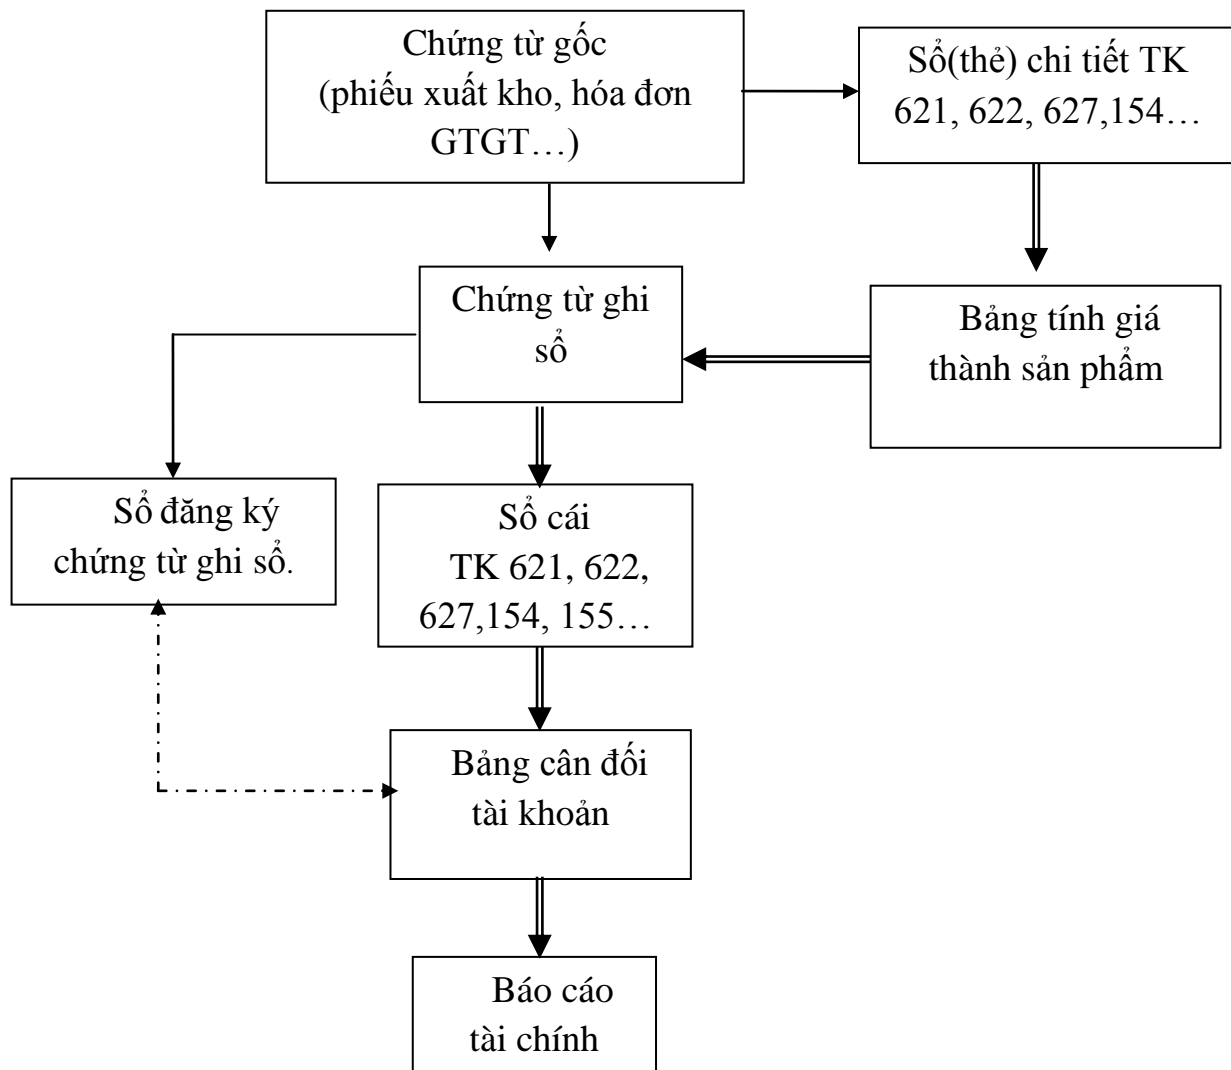 Chứng từ gốc
(phiếu xuất kho, hóa đơn
GTGT…)
Sổ(thẻ) chi tiết TK
621, 622, 627,154…
Chứng từ ghi
sổ
Bảng tính giá
thành sản phẩm
Sổ đăng ký
chứng từ ghi sổ.
Sổ cái
TK 621, 622,
627,154, 155…
Bảng cân đối
tài khoản
Báo cáo
tài chính